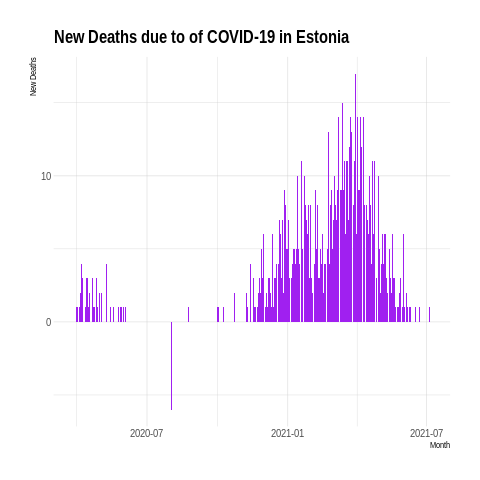 New Deaths due to of COVID-19 in Estonia
New Deaths
10
0
2020-07
2021-01
2021-07
Month